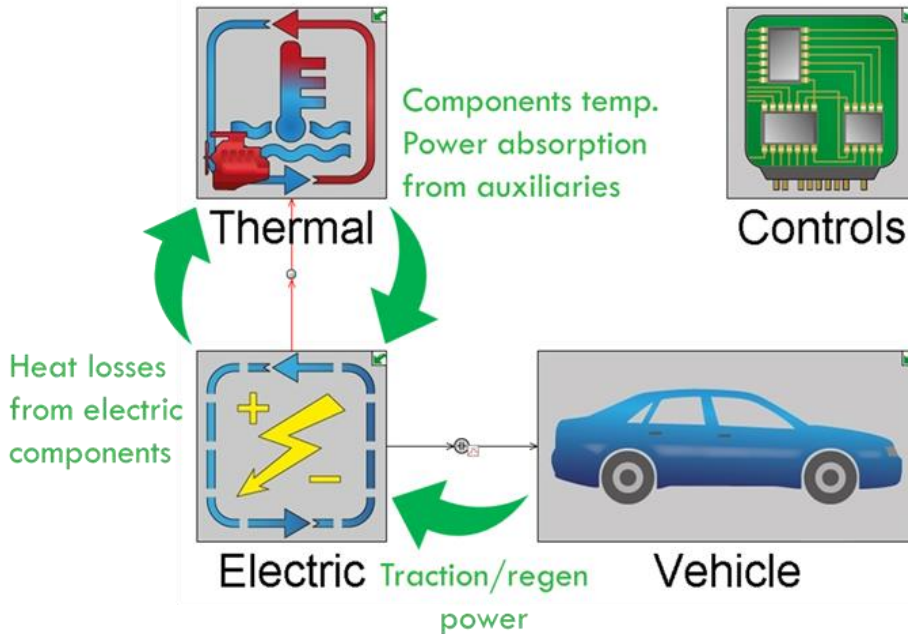 Components temp.
Power absorption
from auxiliaries
Thermal
Controls
Heat losses
from electric
components
Electric
Traction/regen
power
Vehicle